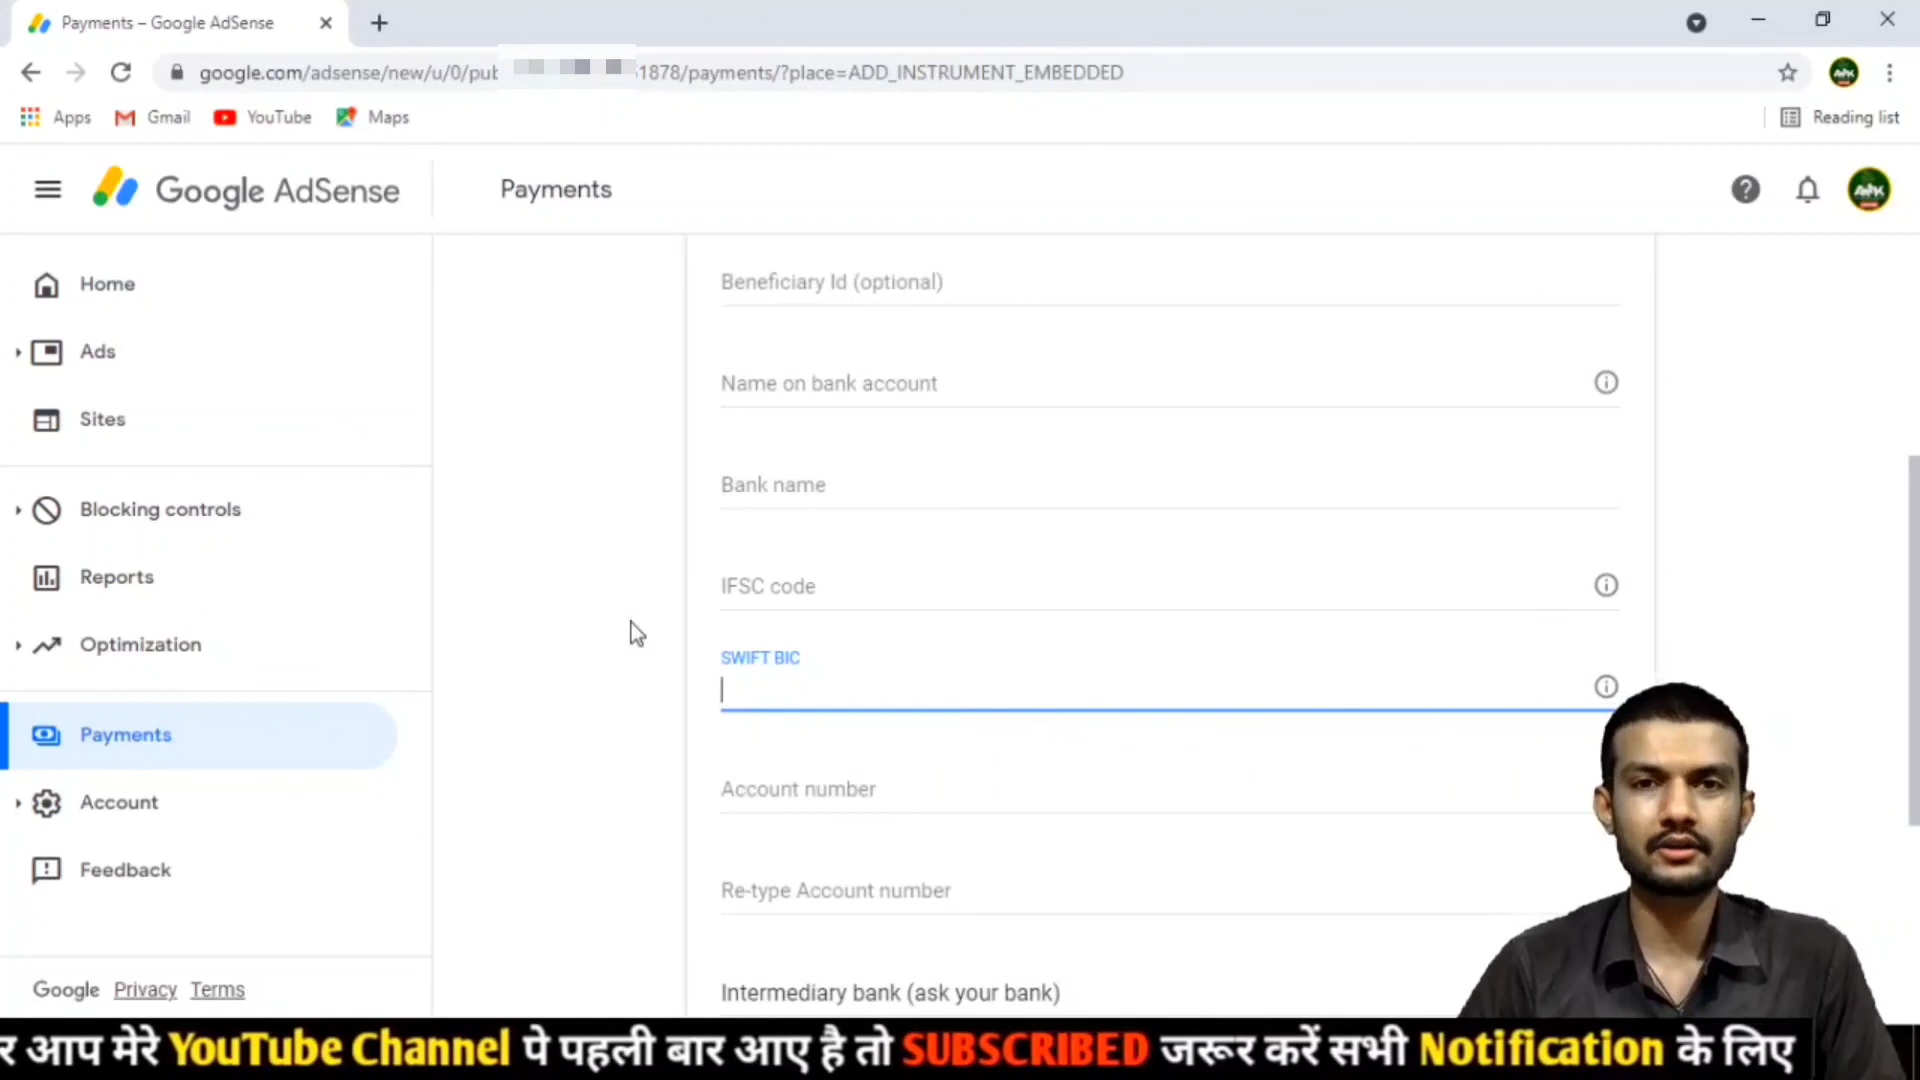 Payments – Google AdSense
google.com/adsense/new/u/0/pub 1878/payments/?place=ADD_INSTRUMENT_EMBEDDED
Apps Gmail YouTube Maps Reading list
Google AdSense Payments
Home
Ads
Sites
Blocking controls
Reports
Optimization
Payments
Account
Feedback
Google Privacy Terms
Beneficiary Id (optional)
Name on bank account
Bank name
IFSC code
SWIFT BIC
Account number
Re-type Account number
Intermediary bank (ask your bank)
र आप मेरे YouTube Channel पे पहली बार आए है तो SUBSCRIBED जरूर करें सभी Notification के लिए